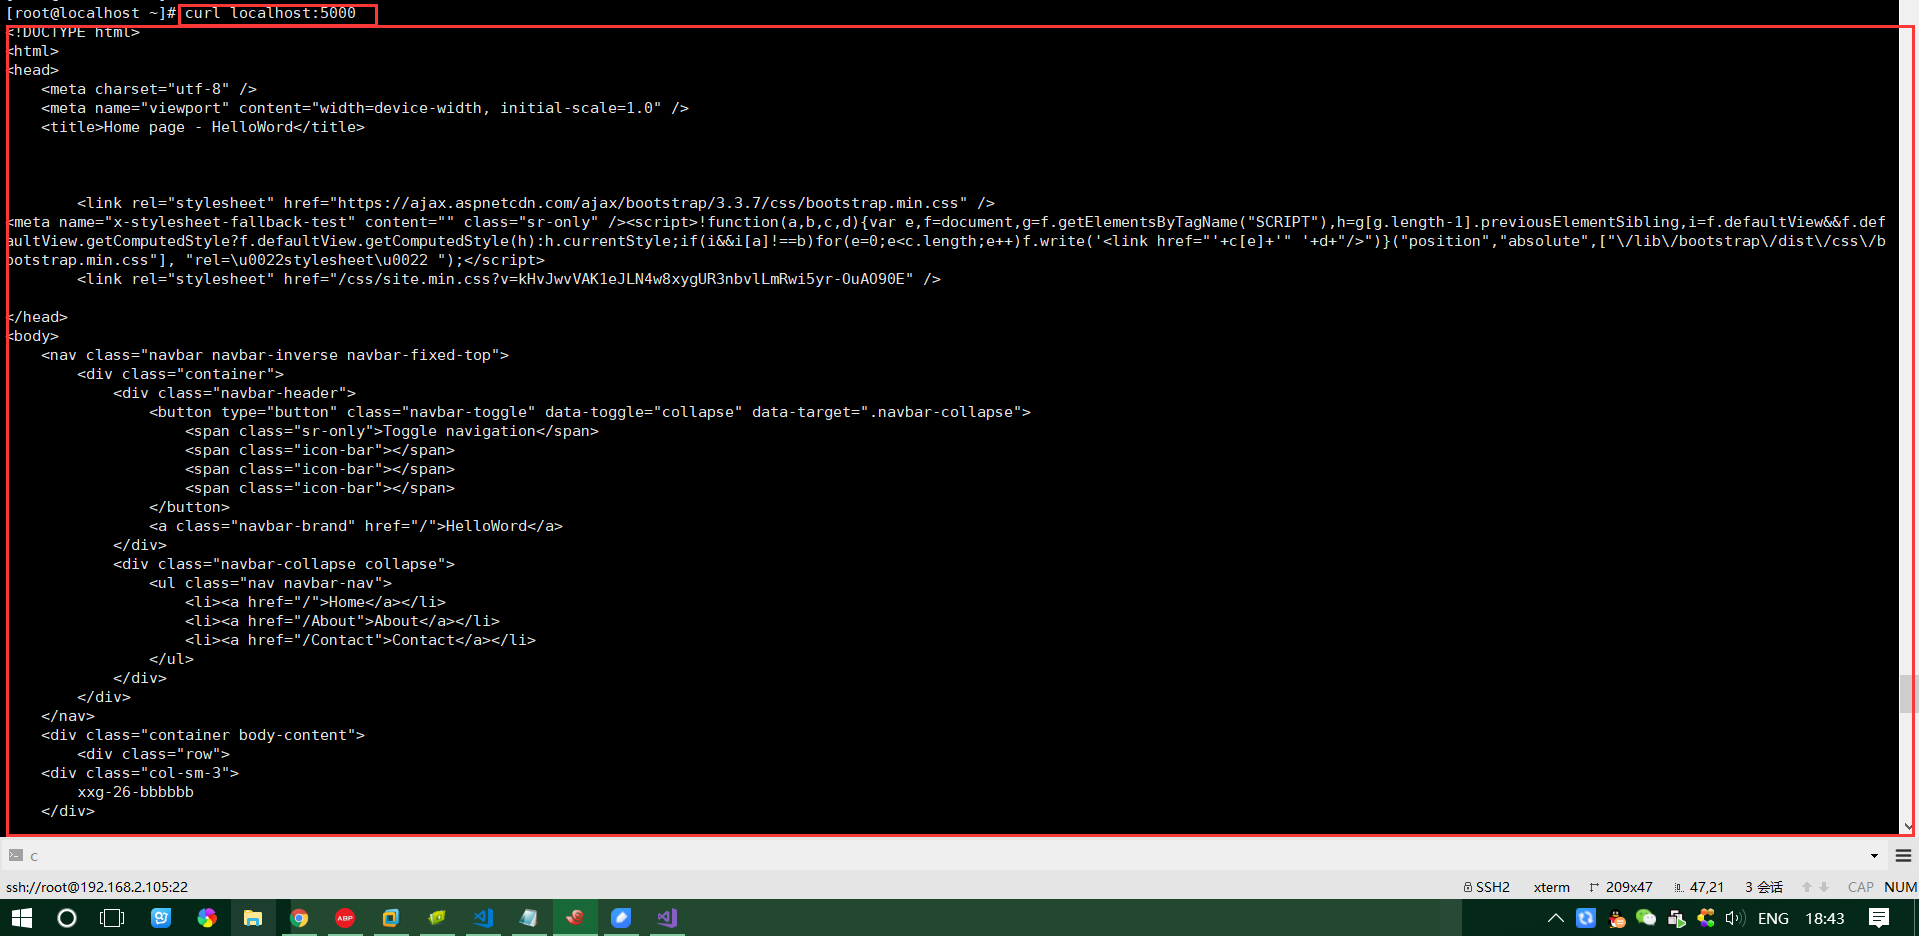 [root@localhost ~]# curl localhost:5000
<!DOCTYPE html>
<html>
<head>
    <meta charset="utf-8" />
    <meta name="viewport" content="width=device-width, initial-scale=1.0" />
    <title>Home page - HelloWord</title>
        <link rel="stylesheet" href="https://ajax.aspnetcdn.com/ajax/bootstrap/3.3.7/css/bootstrap.min.css" />
<meta name="x-stylesheet-fallback-test" content="" class="sr-only" /><script>!function(a,b,c,d){var e,f=document,g=f.getElementsByTagName("SCRIPT"),h=g[g.length-1].previousElementSibling,i=f.defaultView&&f.def
aultView.getComputedStyle?f.defaultView.getComputedStyle(h):h.currentStyle;if(i&&i[a]!==b)for(e=0;e<c.length;e++)f.write('<link href="'+c[e]+'" '+d+"/>")}("position","absolute",["\/lib\/bootstrap\/dist\/css\/b
ootstrap.min.css"], "rel=\u0022stylesheet\u0022 ");</script>
        <link rel="stylesheet" href="/css/site.min.css?v=kHvJwvVAK1eJLN4w8xygUR3nbvlLmRwi5yr-OuAO90E" />
</head>
<body>
    <nav class="navbar navbar-inverse navbar-fixed-top">
        <div class="container">
            <div class="navbar-header">
                <button type="button" class="navbar-toggle" data-toggle="collapse" data-target=".navbar-collapse">
                    <span class="sr-only">Toggle navigation</span>
                    <span class="icon-bar"></span>
                    <span class="icon-bar"></span>
                    <span class="icon-bar"></span>
                </button>
                <a class="navbar-brand" href="/">HelloWord</a>
            </div>
            <div class="navbar-collapse collapse">
                <ul class="nav navbar-nav">
                    <li><a href="/">Home</a></li>
                    <li><a href="/About">About</a></li>
                    <li><a href="/Contact">Contact</a></li>
                </ul>
            </div>
        </div>
    </nav>
    <div class="container body-content">
        <div class="row">
    <div class="col-sm-3">
        xxg-26-bbbbbb
    </div>
c
ssh://root@192.168.2.105:22 SSH2 xterm 209x47 47,21 3 会话 CAP NUM
ABP ENG 18:43